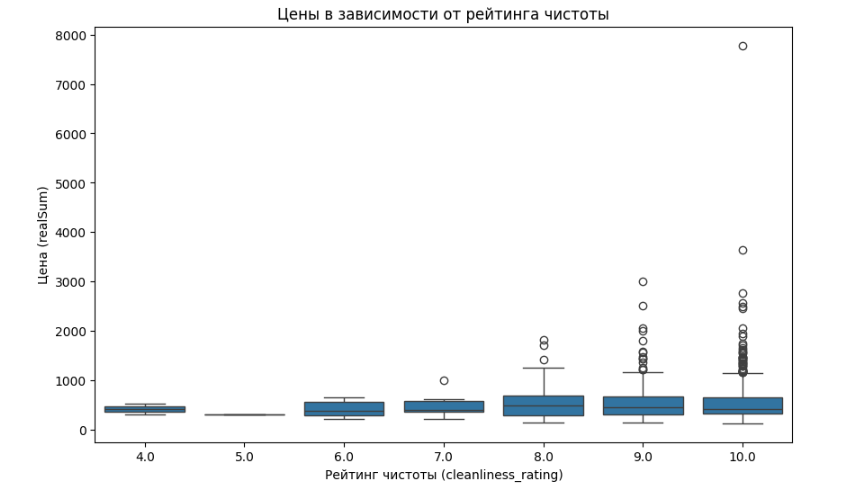 Цены в зависимости от рейтинга чистоты
8000
7000
6000
5000
4000
3000
2000
1000
0
Цена (realSum)
4.0 5.0 6.0 7.0 8.0 9.0 10.0
Рейтинг чистоты (cleanliness_rating)